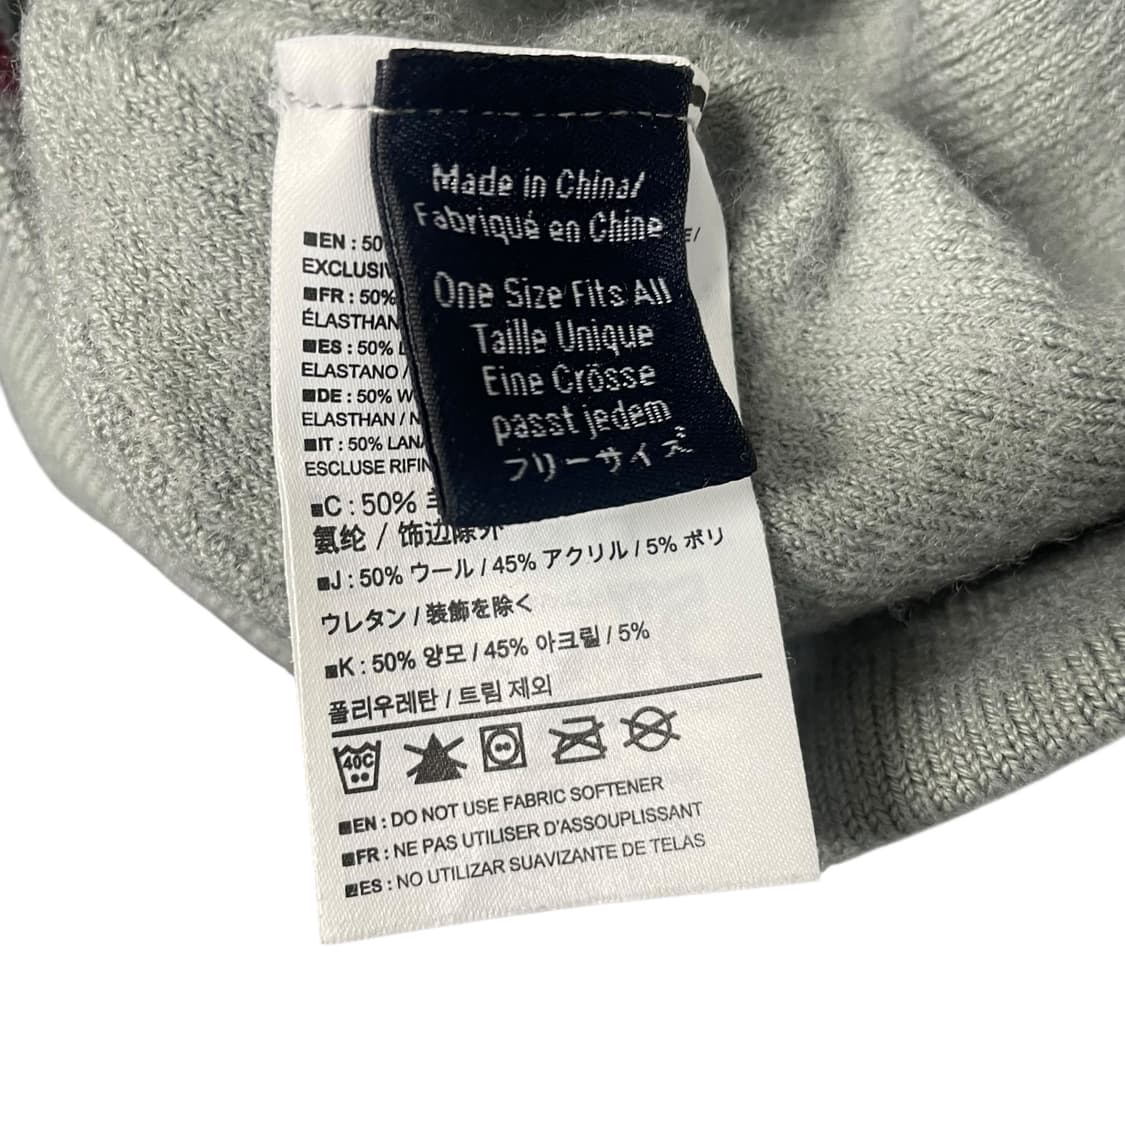 Made in China/
Fabriqué en Chine
One Size Fits All
Taille Unique
Eine Grösse
passt jedem
フリーサイズ
■EN : 50
EXCLUSIV
■FR : 50%
ÉLASTHAN
■ES : 50% L
ELASTANO /
■DE : 50% W
ELASTHAN / N
■IT : 50% LANA
ESCLUSE RIFIN
■C : 50%
氨纶 / 饰边除外
■J : 50% ウール / 45% アクリル / 5% ポリ
ウレタン / 装飾を除く
■K : 50% 양모 / 45% 아크릴 / 5%
폴리우레탄 / 트림 제외
40C
■EN : DO NOT USE FABRIC SOFTENER
■FR : NE PAS UTILISER D'ASSOUPLISSANT
■ES : NO UTILIZAR SUAVIZANTE DE TELAS